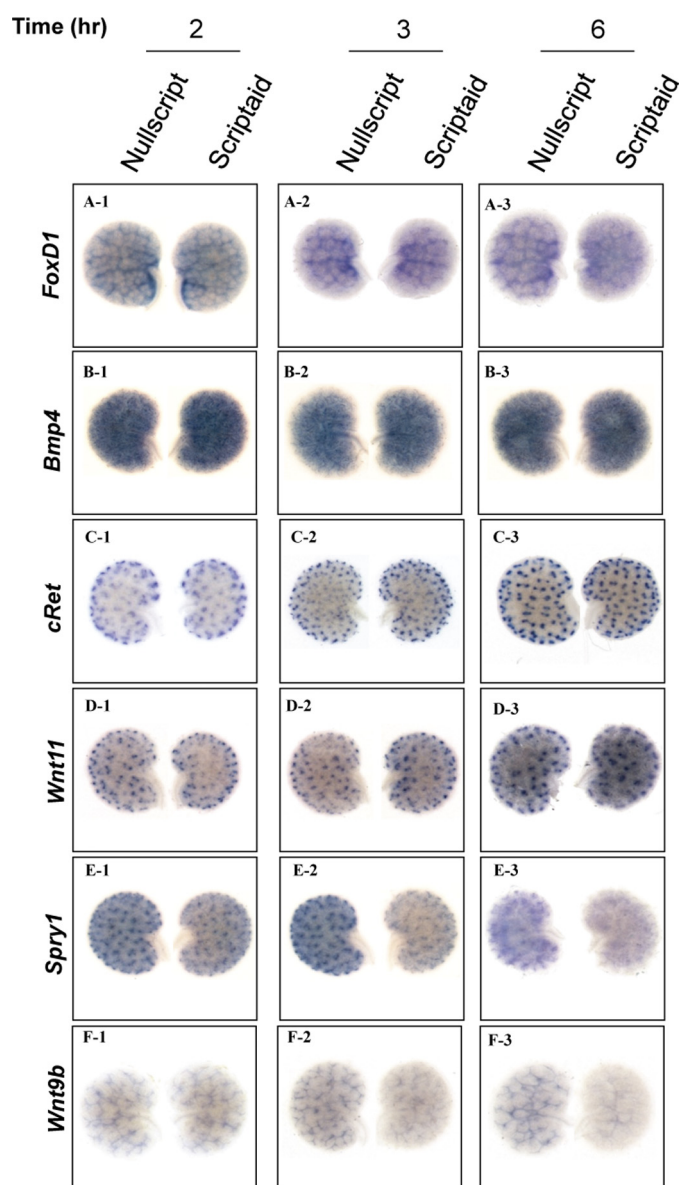 Time (hr) 2 3 6
Nullscript Scriptaid Nullscript Scriptaid Nullscript Scriptaid
FoxD1 A-1 A-2 A-3
Bmp4 B-1 B-2 B-3
cRet C-1 C-2 C-3
Wnt11 D-1 D-2 D-3
Spry1 E-1 E-2 E-3
Wnt9b F-1 F-2 F-3